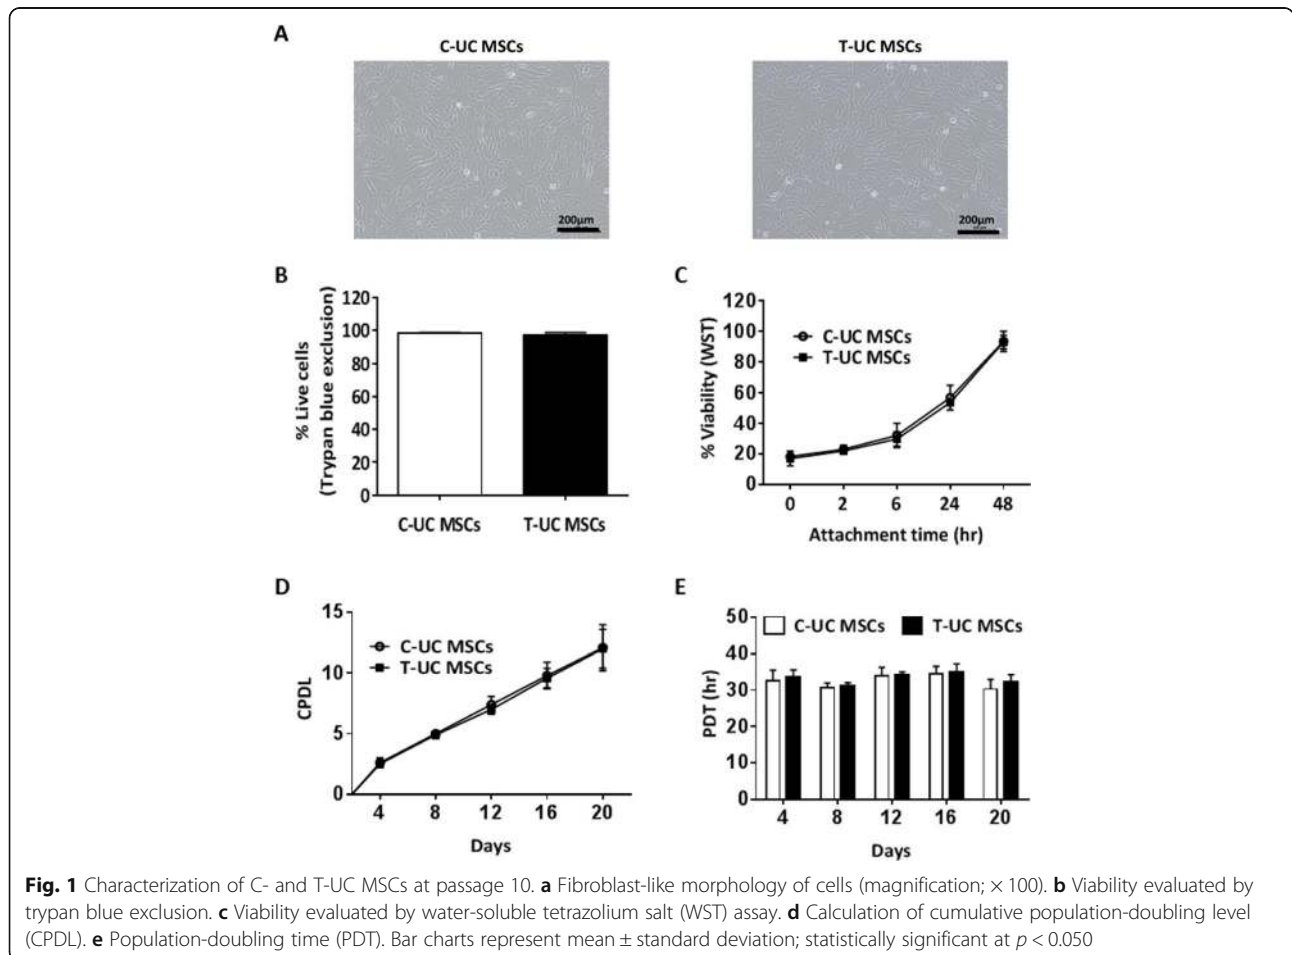 A
C-UC MSCs
T-UC MSCs
200µm
200µm
B
% Live cells
(Trypan blue exclusion)
120
100
80
60
40
20
0
C-UC MSCs
T-UC MSCs
C
% Viability (WST)
120
100
80
60
40
20
0
C-UC MSCs
T-UC MSCs
0 2 6 24 48
Attachment time (hr)
D
CPDL
15
10
5
0
C-UC MSCs
T-UC MSCs
4 8 12 16 20
Days
E
PDT (hr)
50
40
30
20
10
0
C-UC MSCs T-UC MSCs
4 8 12 16 20
Days
Fig. 1 Characterization of C- and T-UC MSCs at passage 10. a Fibroblast-like morphology of cells (magnification; × 100). b Viability evaluated by
trypan blue exclusion. c Viability evaluated by water-soluble tetrazolium salt (WST) assay. d Calculation of cumulative population-doubling level
(CPDL). e Population-doubling time (PDT). Bar charts represent mean ± standard deviation; statistically significant at p < 0.050